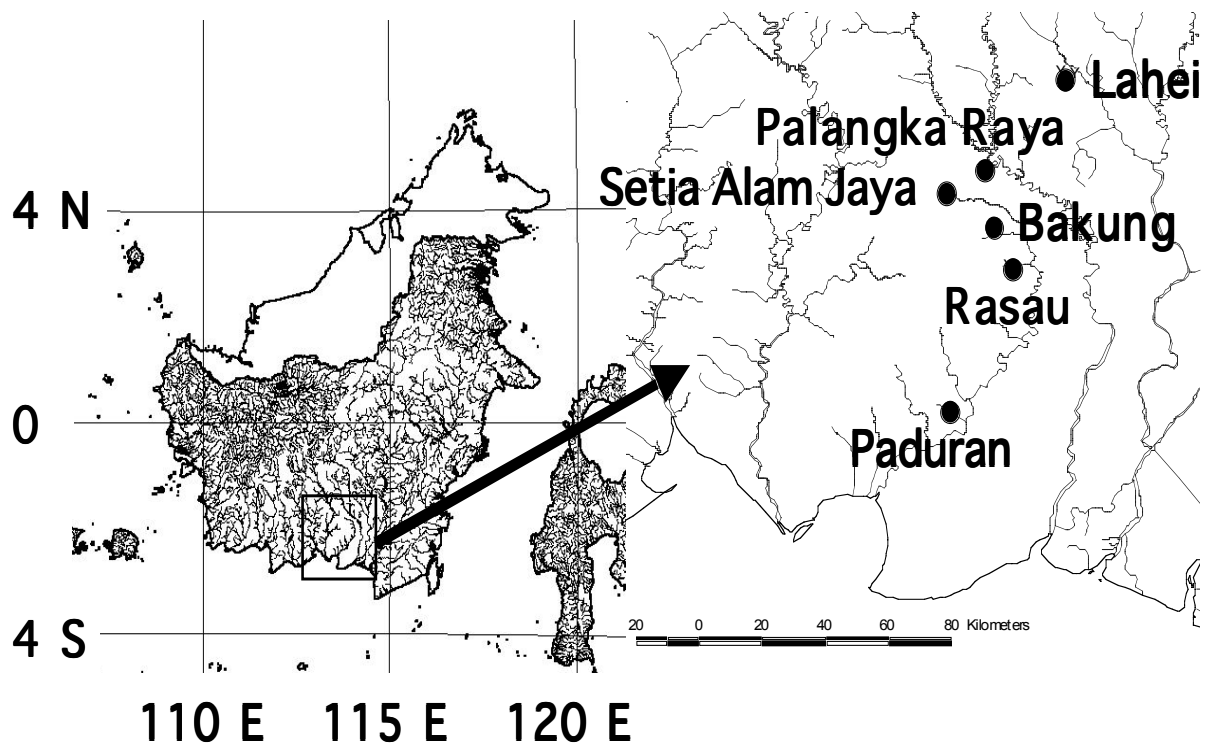 4 N
0
4 S
110 E 115 E 120 E
Lahei
Palangka Raya
Setia Alam Jaya
Bakung
Rasau
Paduran
20 0 20 40 60 80 Kilometers